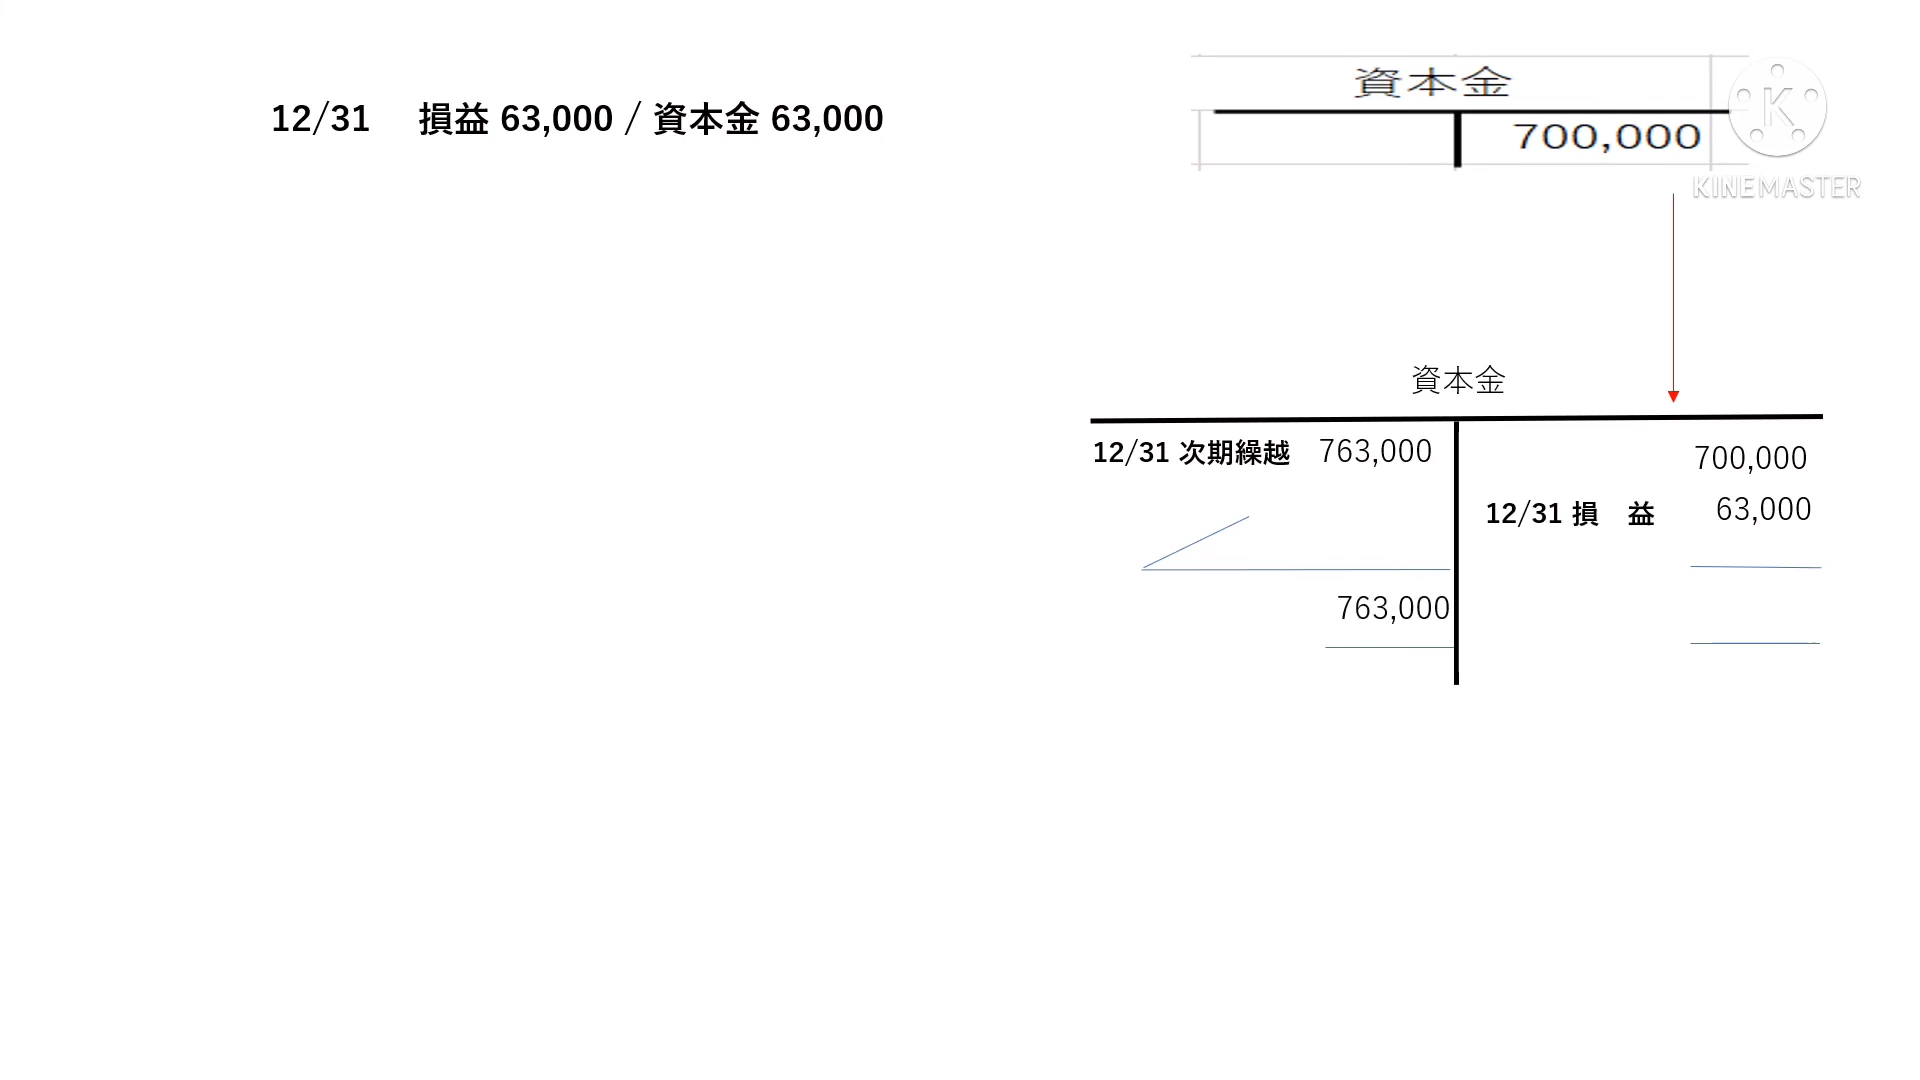 12/31 損益 63,000 / 資本金 63,000
資本金
700,000
K
KINEMASTER
資本金
12/31 次期繰越 763,000
700,000
12/31 損　益 63,000
763,000